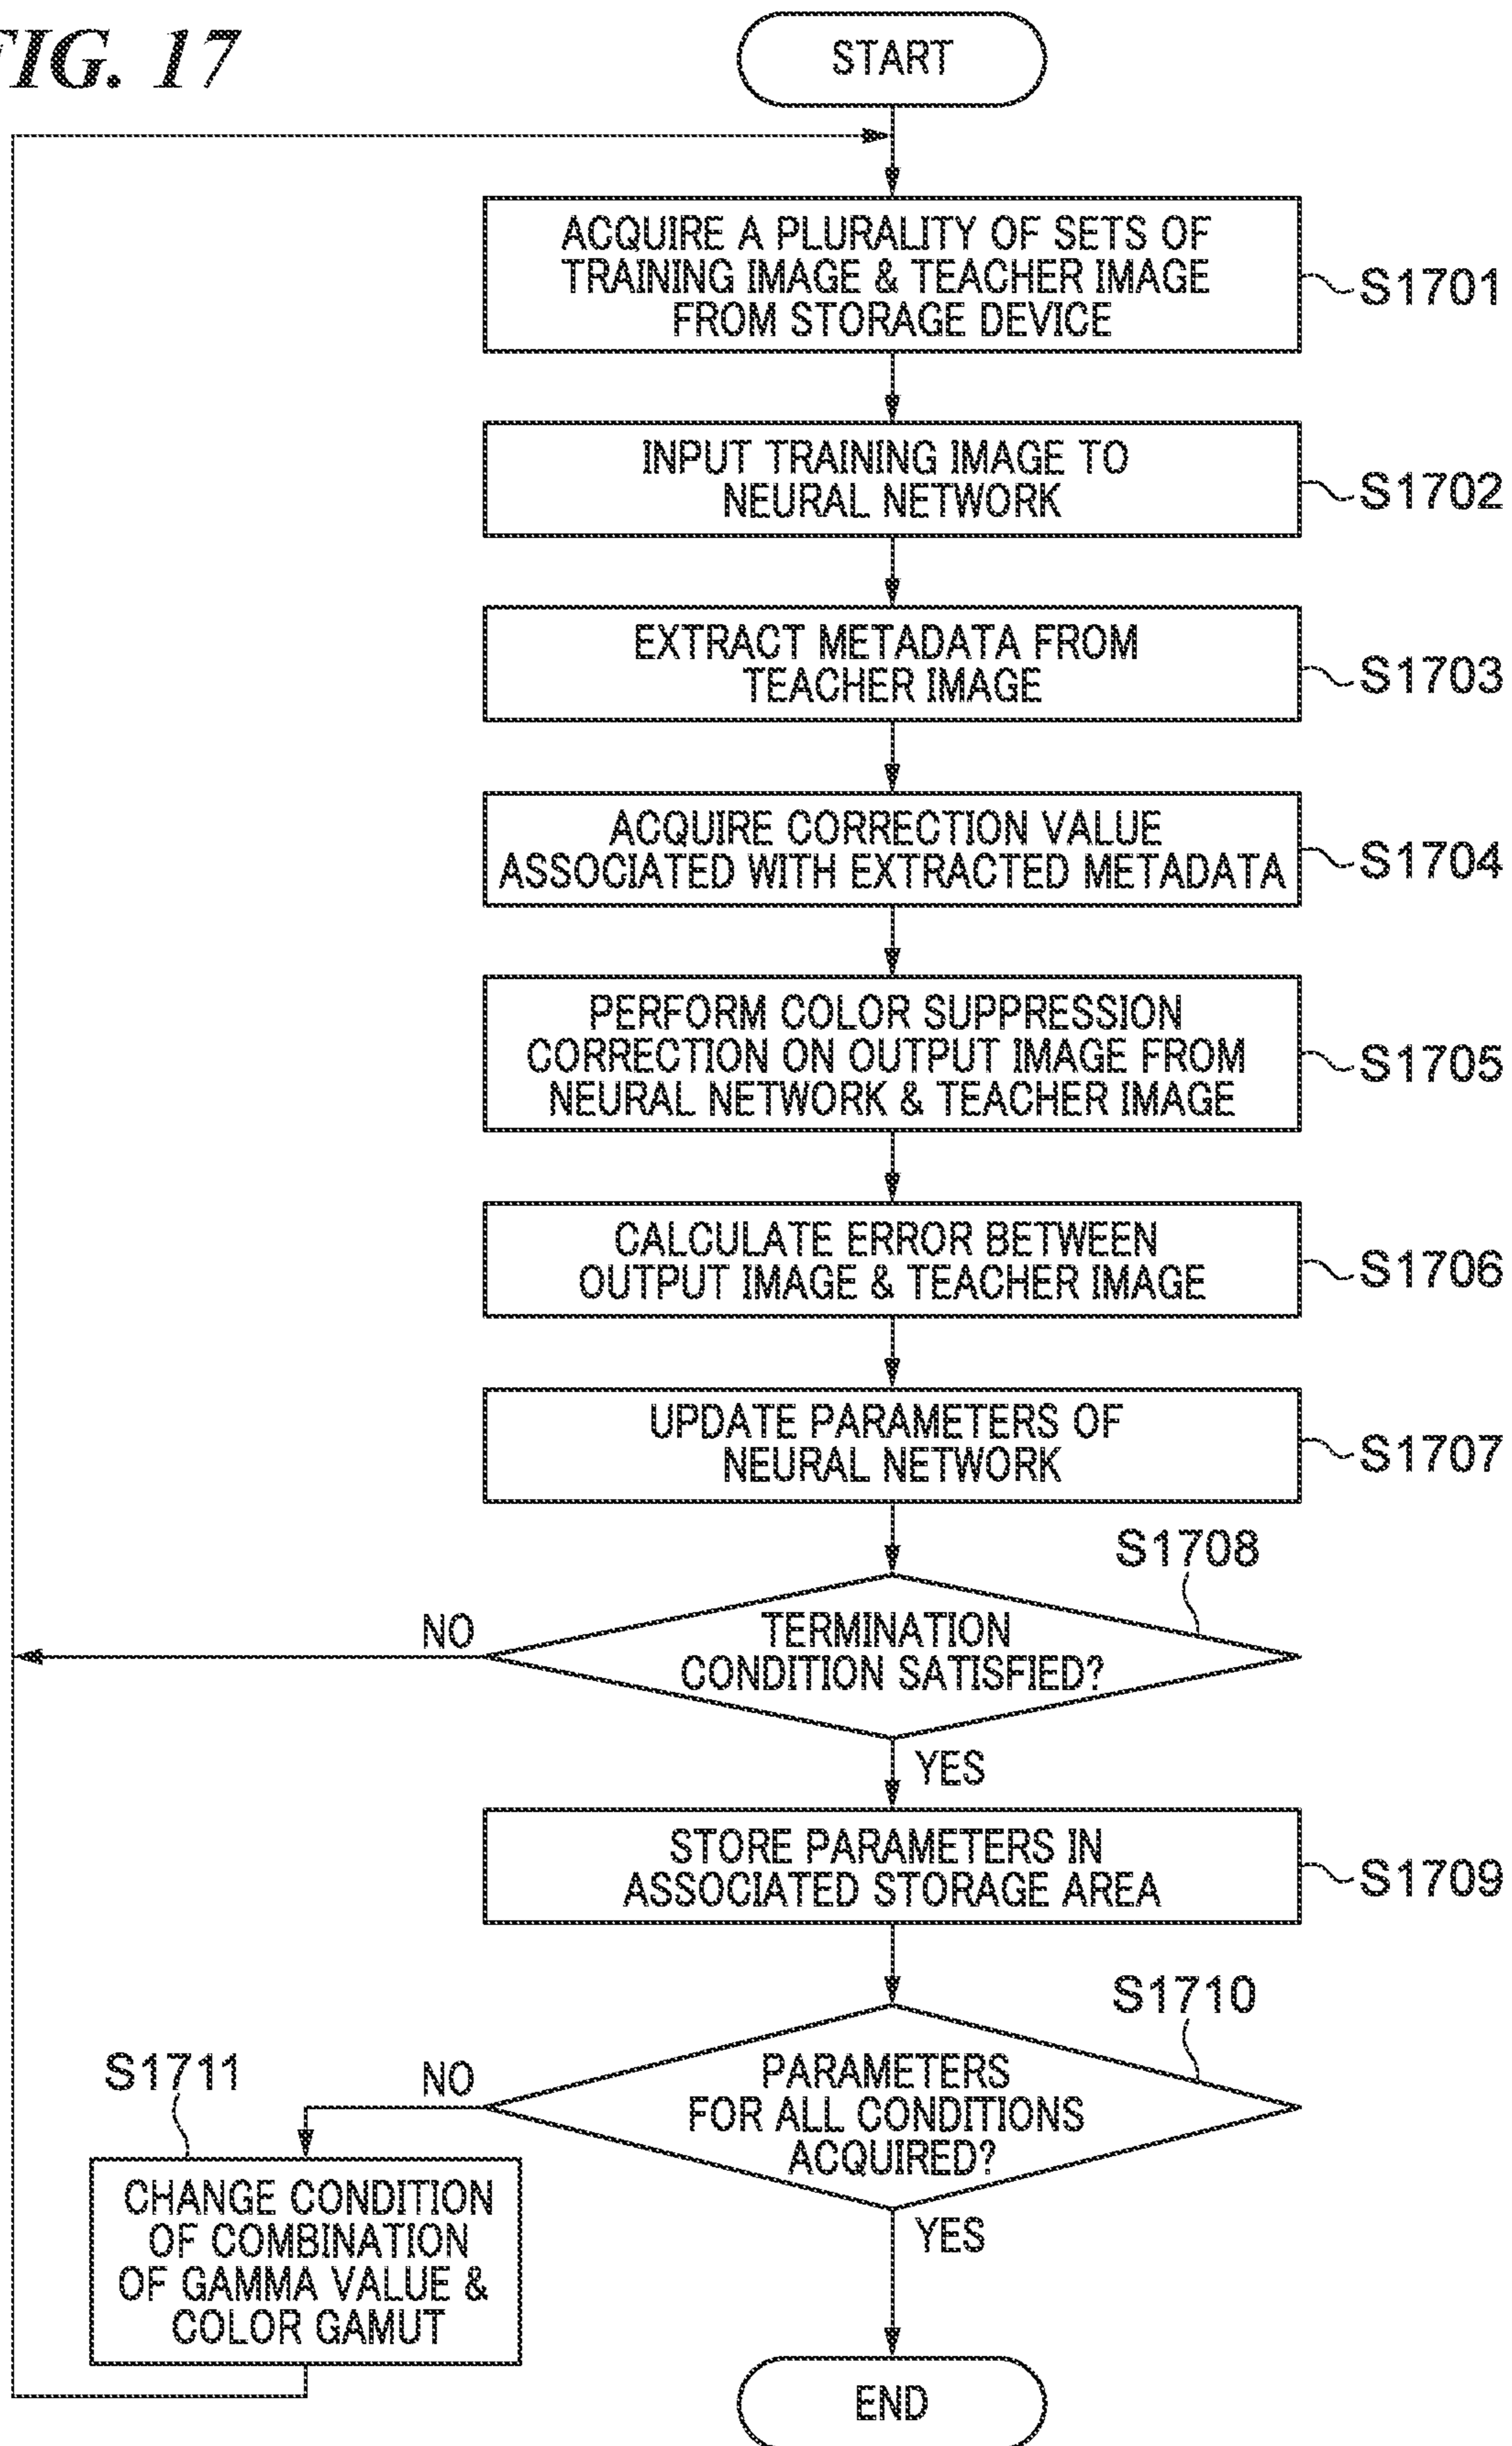 FIG. 17
START
ACQUIRE A PLURALITY OF SETS OF
TRAINING IMAGE & TEACHER IMAGE
FROM STORAGE DEVICE
S1701
INPUT TRAINING IMAGE TO
NEURAL NETWORK
S1702
EXTRACT METADATA FROM
TEACHER IMAGE
S1703
ACQUIRE CORRECTION VALUE
ASSOCIATED WITH EXTRACTED METADATA
S1704
PERFORM COLOR SUPPRESSION
CORRECTION ON OUTPUT IMAGE FROM
NEURAL NETWORK & TEACHER IMAGE
S1705
CALCULATE ERROR BETWEEN
OUTPUT IMAGE & TEACHER IMAGE
S1706
UPDATE PARAMETERS OF
NEURAL NETWORK
S1707
S1708
TERMINATION
CONDITION SATISFIED?
NO
YES
STORE PARAMETERS IN
ASSOCIATED STORAGE AREA
S1709
S1710
PARAMETERS
FOR ALL CONDITIONS
ACQUIRED?
NO
YES
S1711
CHANGE CONDITION
OF COMBINATION
OF GAMMA VALUE &
COLOR GAMUT
END